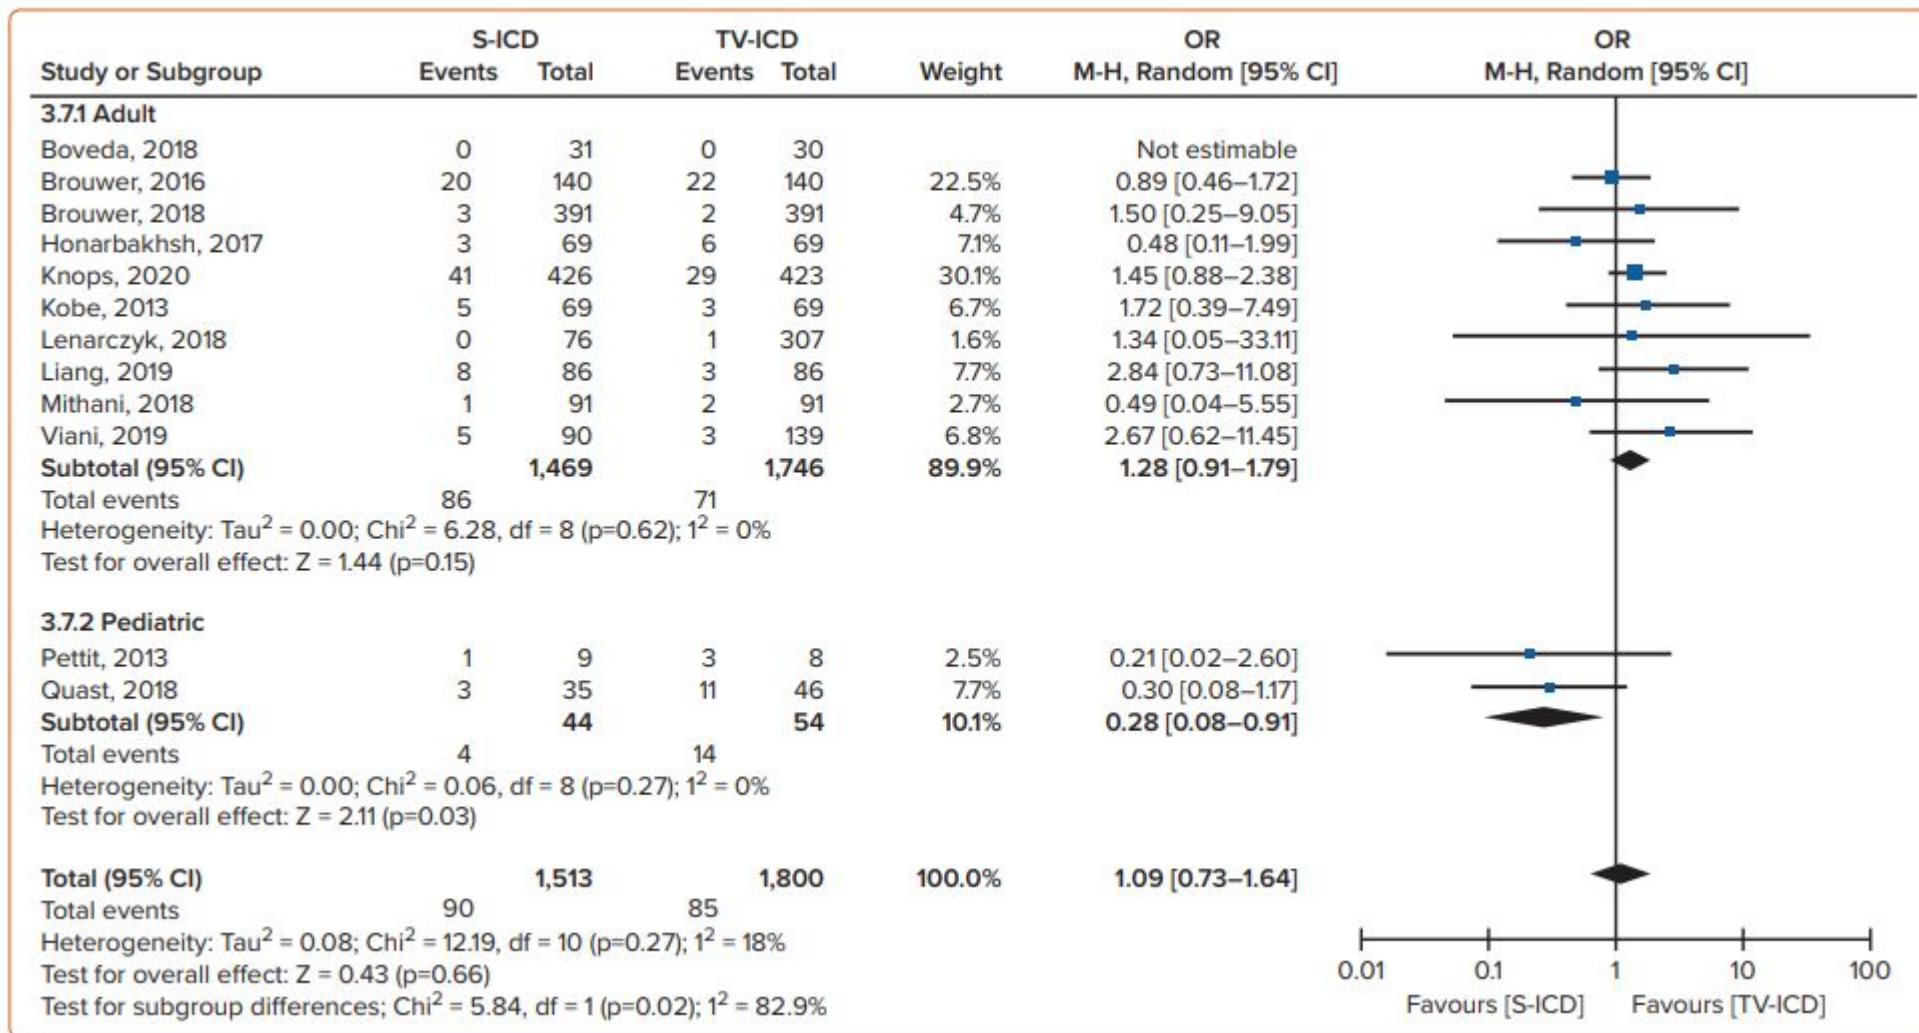 S-ICD TV-ICD OR OR
Study or Subgroup Events Total Events Total Weight M-H, Random [95% CI] M-H, Random [95% CI]
3.7.1 Adult
Boveda, 2018 0 31 0 30 Not estimable
Brouwer, 2016 20 140 22 140 22.5% 0.89 [0.46–1.72]
Brouwer, 2018 3 391 2 391 4.7% 1.50 [0.25–9.05]
Honarbakhsh, 2017 3 69 6 69 7.1% 0.48 [0.11–1.99]
Knops, 2020 41 426 29 423 30.1% 1.45 [0.88–2.38]
Kobe, 2013 5 69 3 69 6.7% 1.72 [0.39–7.49]
Lenarczyk, 2018 0 76 1 307 1.6% 1.34 [0.05–33.11]
Liang, 2019 8 86 3 86 7.7% 2.84 [0.73–11.08]
Mithani, 2018 1 91 2 91 2.7% 0.49 [0.04–5.55]
Viani, 2019 5 90 3 139 6.8% 2.67 [0.62–11.45]
Subtotal (95% CI) 1,469 1,746 89.9% 1.28 [0.91–1.79]
Total events 86 71
Heterogeneity: Tau² = 0.00; Chi² = 6.28, df = 8 (p=0.62); 1² = 0%
Test for overall effect: Z = 1.44 (p=0.15)
3.7.2 Pediatric
Pettit, 2013 1 9 3 8 2.5% 0.21 [0.02–2.60]
Quast, 2018 3 35 11 46 7.7% 0.30 [0.08–1.17]
Subtotal (95% CI) 44 54 10.1% 0.28 [0.08–0.91]
Total events 4 14
Heterogeneity: Tau² = 0.00; Chi² = 0.06, df = 8 (p=0.27); 1² = 0%
Test for overall effect: Z = 2.11 (p=0.03)
Total (95% CI) 1,513 1,800 100.0% 1.09 [0.73–1.64]
Total events 90 85
Heterogeneity: Tau² = 0.08; Chi² = 12.19, df = 10 (p=0.27); 1² = 18%
Test for overall effect: Z = 0.43 (p=0.66)
Test for subgroup differences; Chi² = 5.84, df = 1 (p=0.02); 1² = 82.9%
0.01 0.1 1 10 100
Favours [S-ICD] Favours [TV-ICD]